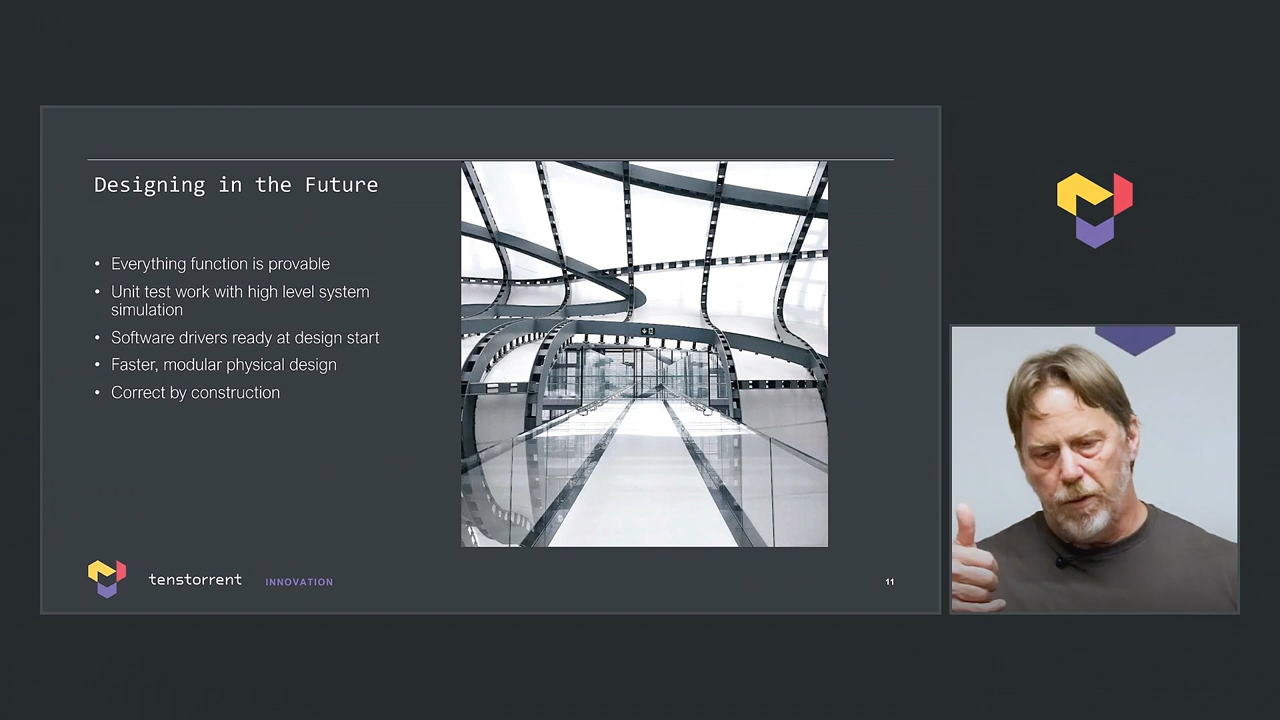 Designing in the Future
• Everything function is provable
• Unit test work with high level system
simulation
• Software drivers ready at design start
• Faster, modular physical design
• Correct by construction
tenstorrent INNOVATION
11